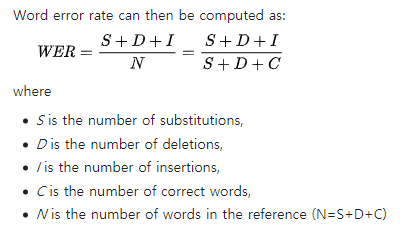 Word error rate can then be computed as:
WER = (S + D + I) / N = (S + D + I) / (S + D + C)
where
• S is the number of substitutions,
• D is the number of deletions,
• I is the number of insertions,
• C is the number of correct words,
• N is the number of words in the reference (N=S+D+C)